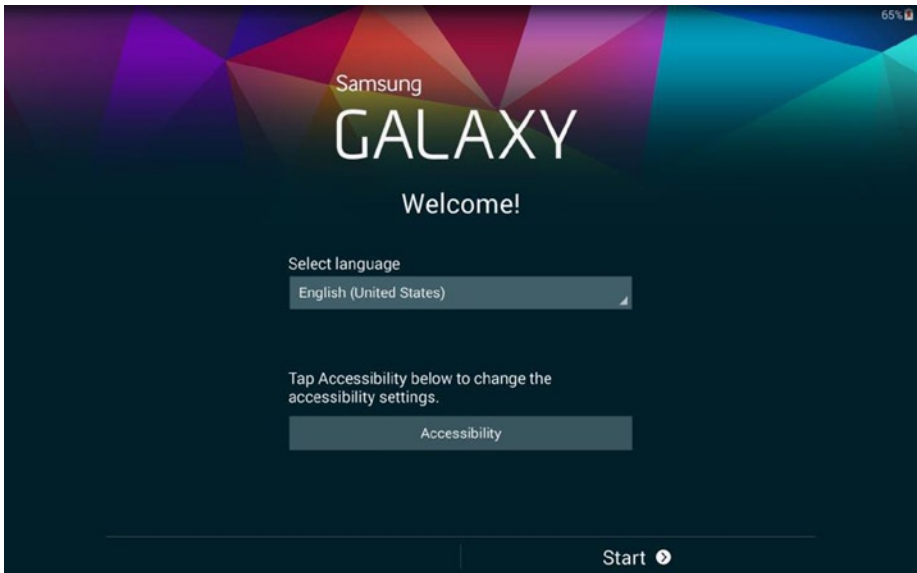 65%
Samsung
GALAXY
Welcome!
Select language
English (United States)
Tap Accessibility below to change the
accessibility settings.
Accessibility
Start